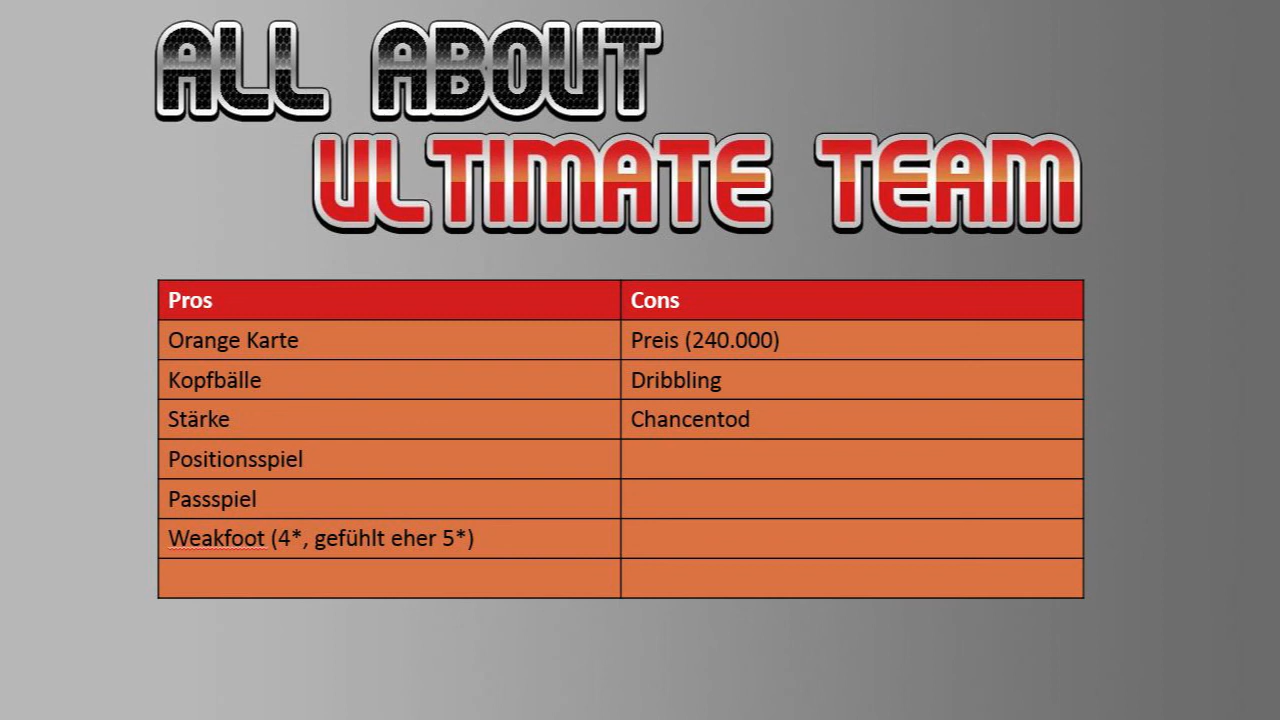 ALL ABOUT
ULTIMATE TEAM
Pros Cons
Orange Karte Preis (240.000)
Kopfbälle Dribbling
Stärke Chancentod
Positionsspiel
Passspiel
Weakfoot (4*, gefühlt eher 5*)